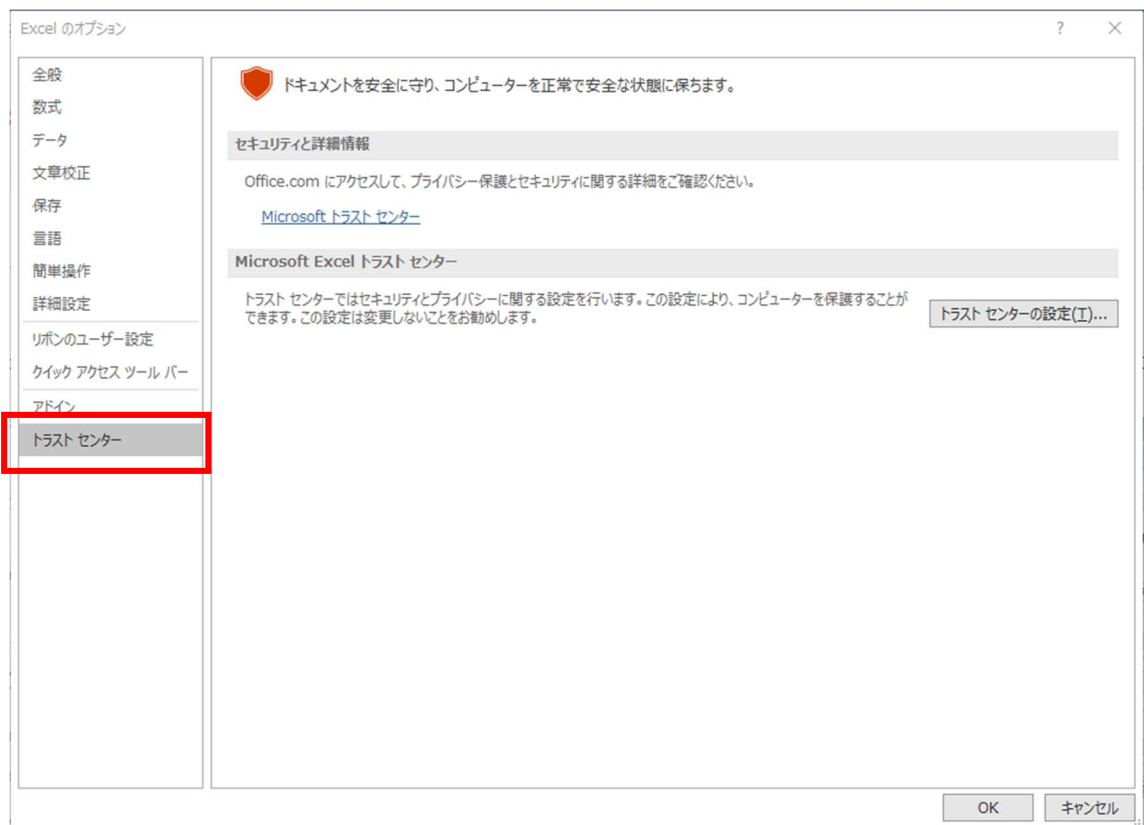 Excel のオプション
?
全般
数式
データ
文章校正
保存
言語
簡単操作
詳細設定
リボンのユーザー設定
クイック アクセス ツール バー
アドイン
トラスト センター
ドキュメントを安全に守り、コンピューターを正常で安全な状態に保ちます。
セキュリティと詳細情報
Office.com にアクセスして、プライバシー保護とセキュリティに関する詳細をご確認ください。
Microsoft トラスト センター
Microsoft Excel トラスト センター
トラスト センターではセキュリティとプライバシーに関する設定を行います。この設定により、コンピューターを保護することが
できます。この設定は変更しないことをお勧めします。
トラスト センターの設定(T)...
OK
キャンセル